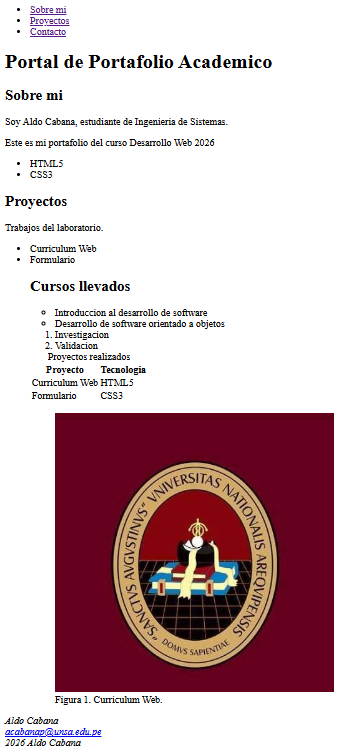 Sobre mi
Proyectos
Contacto
Portal de Portafolio Academico
Sobre mi
Soy Aldo Cabana, estudiante de Ingenieria de Sistemas.
Este es mi portafolio del curso Desarrollo Web 2026
HTML5
CSS3
Proyectos
Trabajos del laboratorio.
Curriculum Web
Formulario
Cursos llevados
Introduccion al desarrollo de software
Desarrollo de software orientado a objetos
1. Investigacion
2. Validacion
Proyectos realizados
Proyecto Tecnologia
Curriculum Web HTML5
Formulario CSS3
"SANCTVS AVGVSTINVS" VNIVERSITAS NATIONALIS AREQVIPENSIS
DOMVS SAPIENTIAE
Figura 1. Curriculum Web.
Aldo Cabana
acabanap@unsa.edu.pe
2026 Aldo Cabana